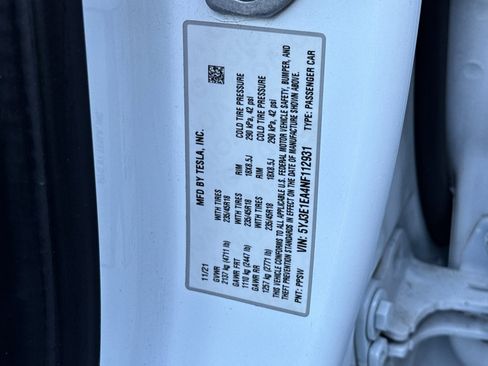 MFD BY TESLA, INC.
11/21
GVWR
2137 kg (4711 lb) WITH TIRES RIM COLD TIRE PRESSURE
GAWR FRT 235/45R18 18X8.5J 290 kPa, 42 psi
1110 kg (2447 lb) WITH TIRES RIM COLD TIRE PRESSURE
GAWR RR 235/45R18 18X8.5J 290 kPa, 42 psi
1257 kg (2771 lb)
THIS VEHICLE CONFORMS TO ALL APPLICABLE U.S. FEDERAL MOTOR VEHICLE SAFETY, BUMPER, AND
THEFT PREVENTION STANDARDS IN EFFECT ON THE DATE OF MANUFACTURE SHOWN ABOVE.
VIN: 5YJ3E1EA4NF112931 TYPE: PASSENGER CAR
PNT: PPSW